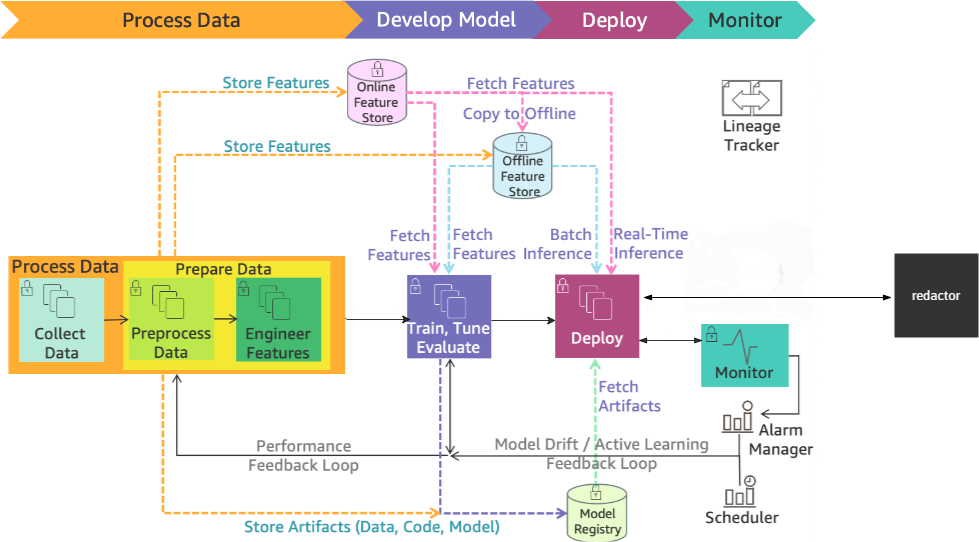 Process Data
Develop Model
Deploy
Monitor
Store Features
Online
Feature
Store
Fetch Features
Copy to Offline
Lineage
Tracker
Store Features
Offline
Feature
Store
Fetch
Features
Fetch
Features
Batch
Inference
Real-Time
Inference
Process Data
Prepare Data
Collect
Data
Preprocess
Data
Engineer
Features
Train, Tune
Evaluate
Deploy
redactor
Monitor
Fetch
Artifacts
Alarm
Manager
Performance
Feedback Loop
Model Drift / Active Learning
Feedback Loop
Scheduler
Model
Registry
Store Artifacts (Data, Code, Model)